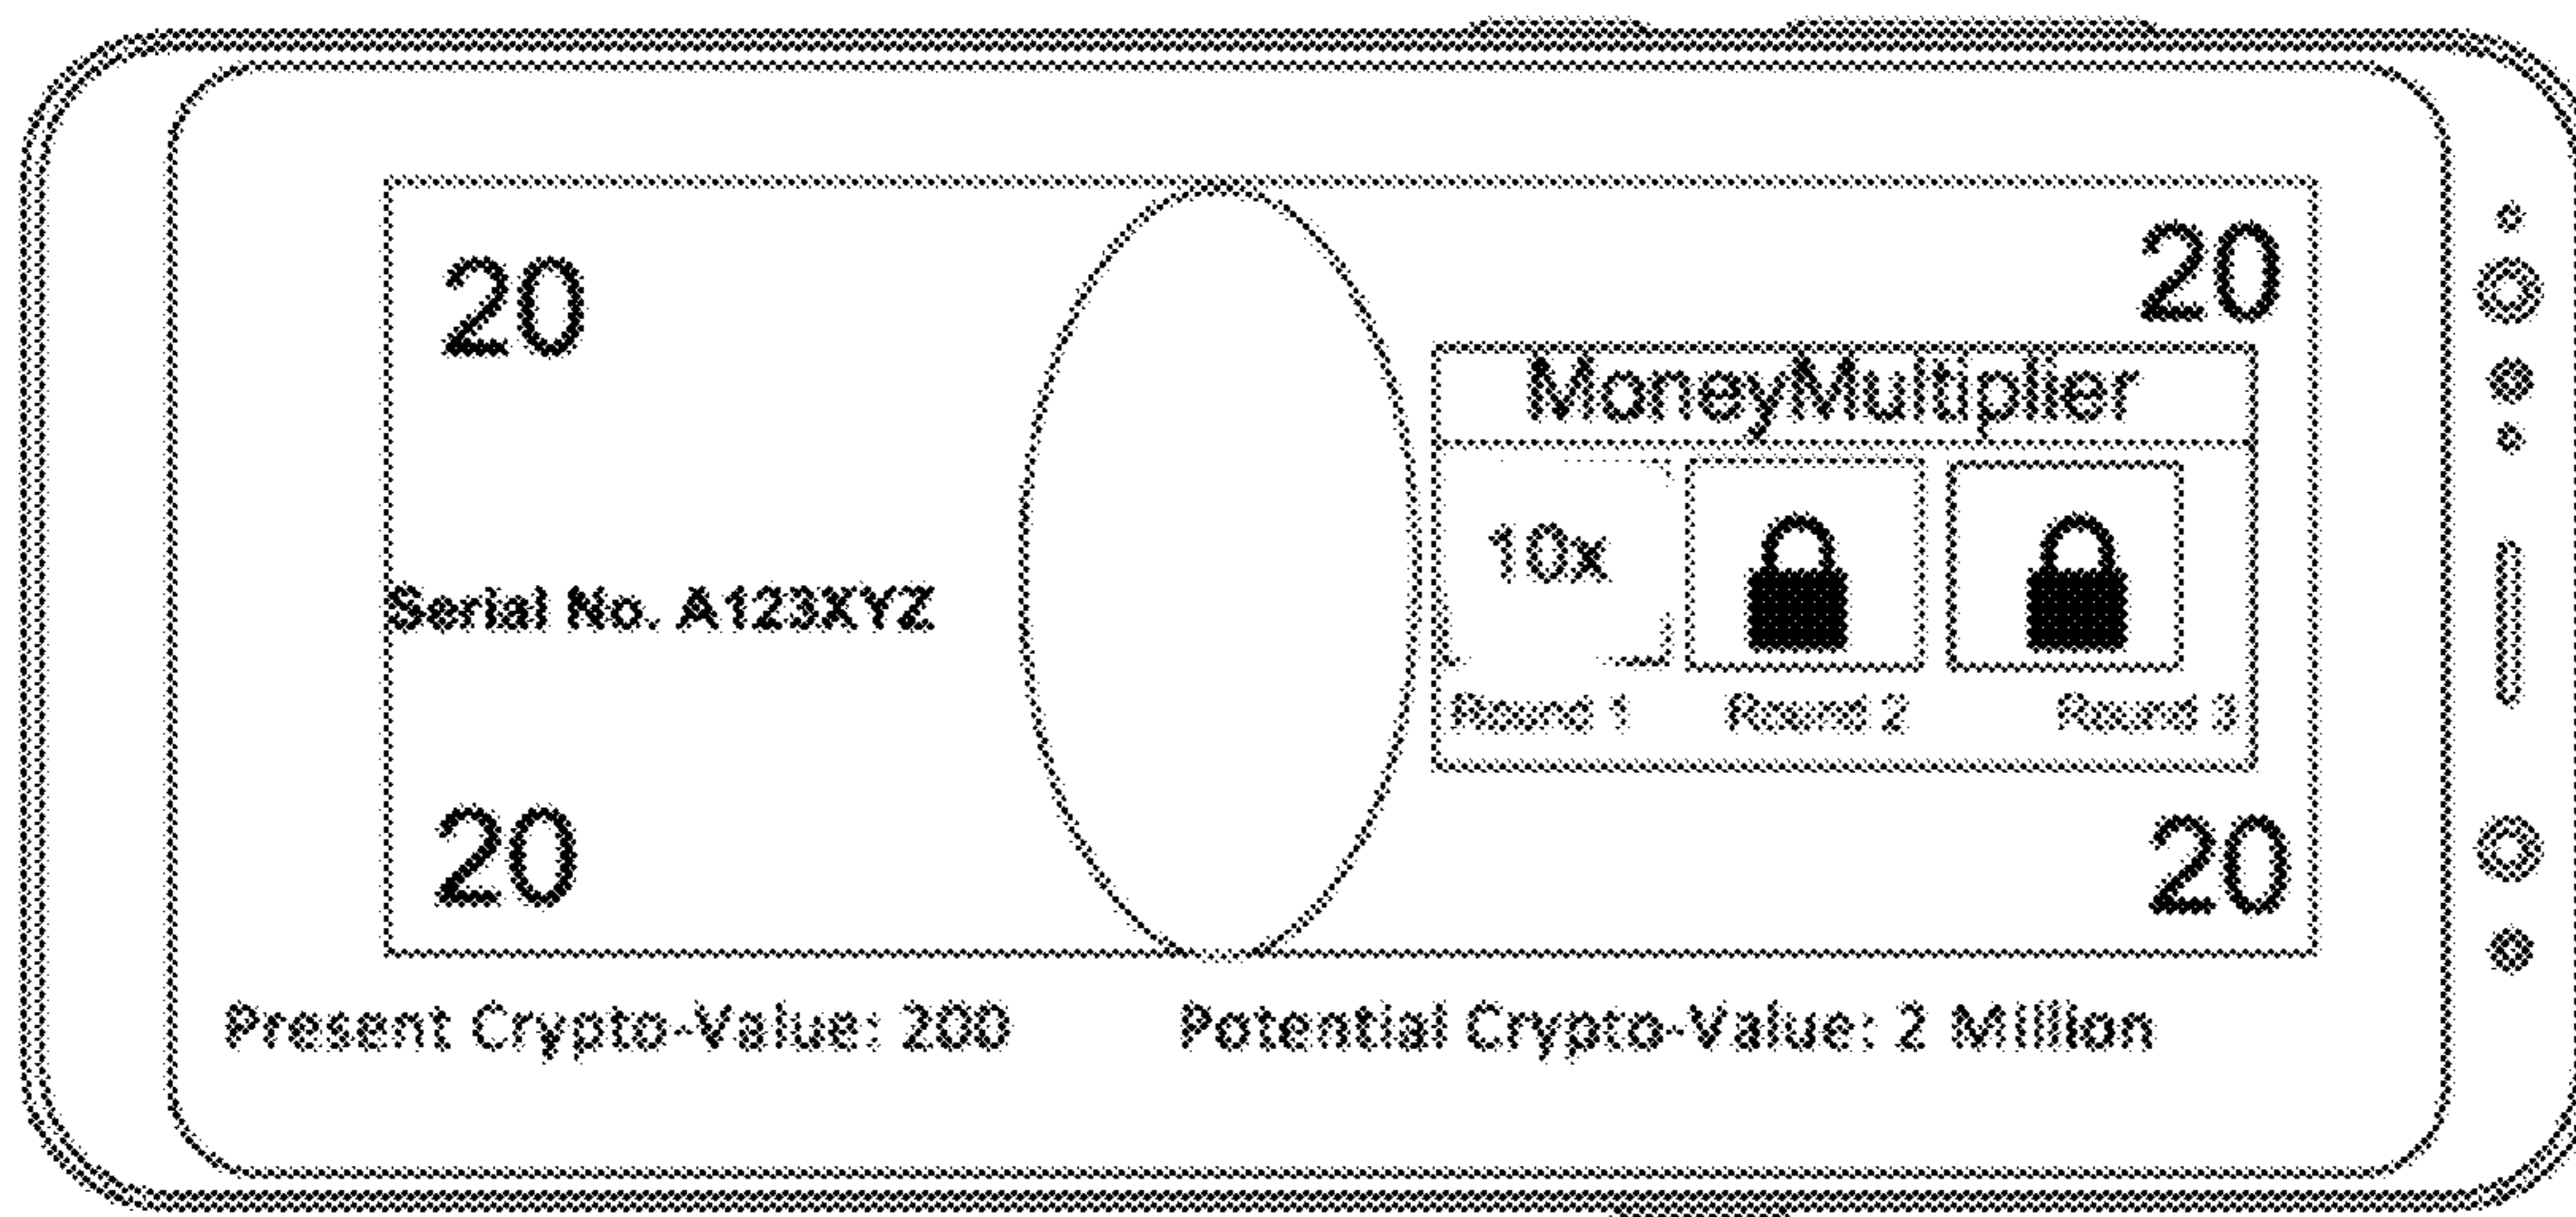 20
20
MoneyMultiplier
10x
Serial No. A123XYZ
Round 1 Round 2 Round 3
20
20
Present Crypto-Value: 200 Potential Crypto-Value: 2 Million